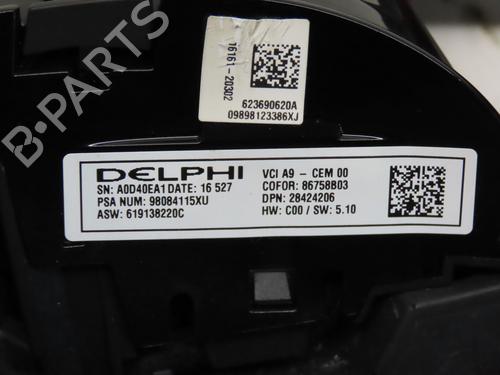 16161-20302
623690620A
09898123386XJ
DELPHI
VCI A9 - CEM 00
SN: A0D40EA1 DATE: 16 527
COFOR: 86758B03
PSA NUM: 98084115XU
DPN: 28424206
ASW: 619138220C
HW: C00 / SW: 5.10
B-PARTS